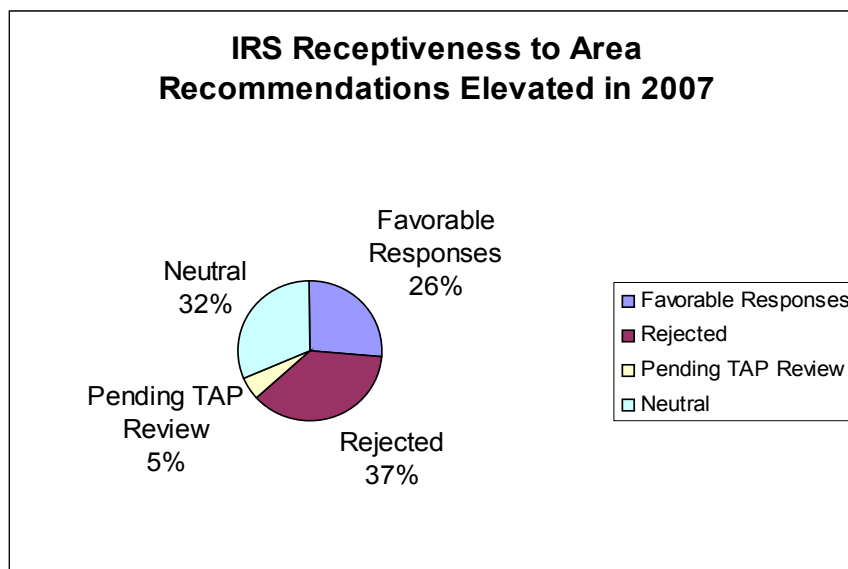 IRS Receptiveness to Area
Recommendations Elevated in 2007
Favorable
Responses
26%
Neutral
32%
Pending TAP
Review
5%
Rejected
37%
Favorable Responses
Rejected
Pending TAP Review
Neutral